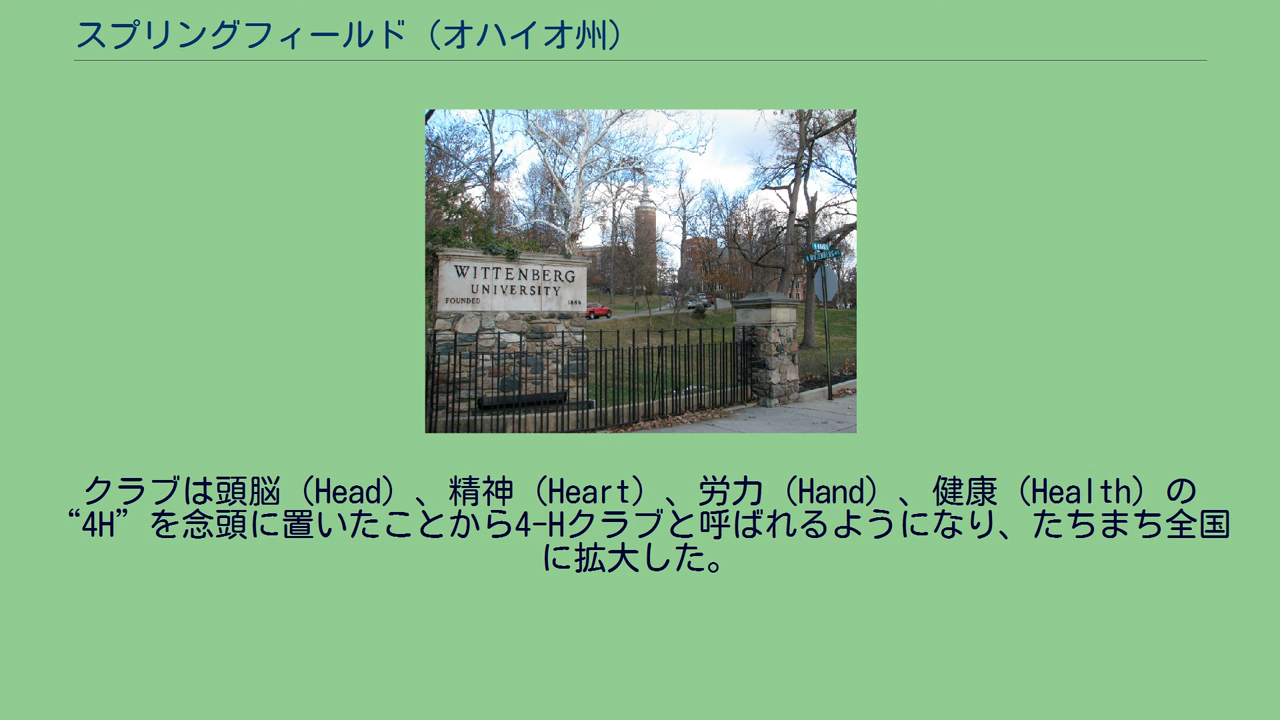 スプリングフィールド（オハイオ州）
WITTENBERG
UNIVERSITY
FOUNDED
クラブは頭脳（Head）、精神（Heart）、労力（Hand）、健康（Health）の
“4H”を念頭に置いたことから4-Hクラブと呼ばれるようになり、たちまち全国
に拡大した。